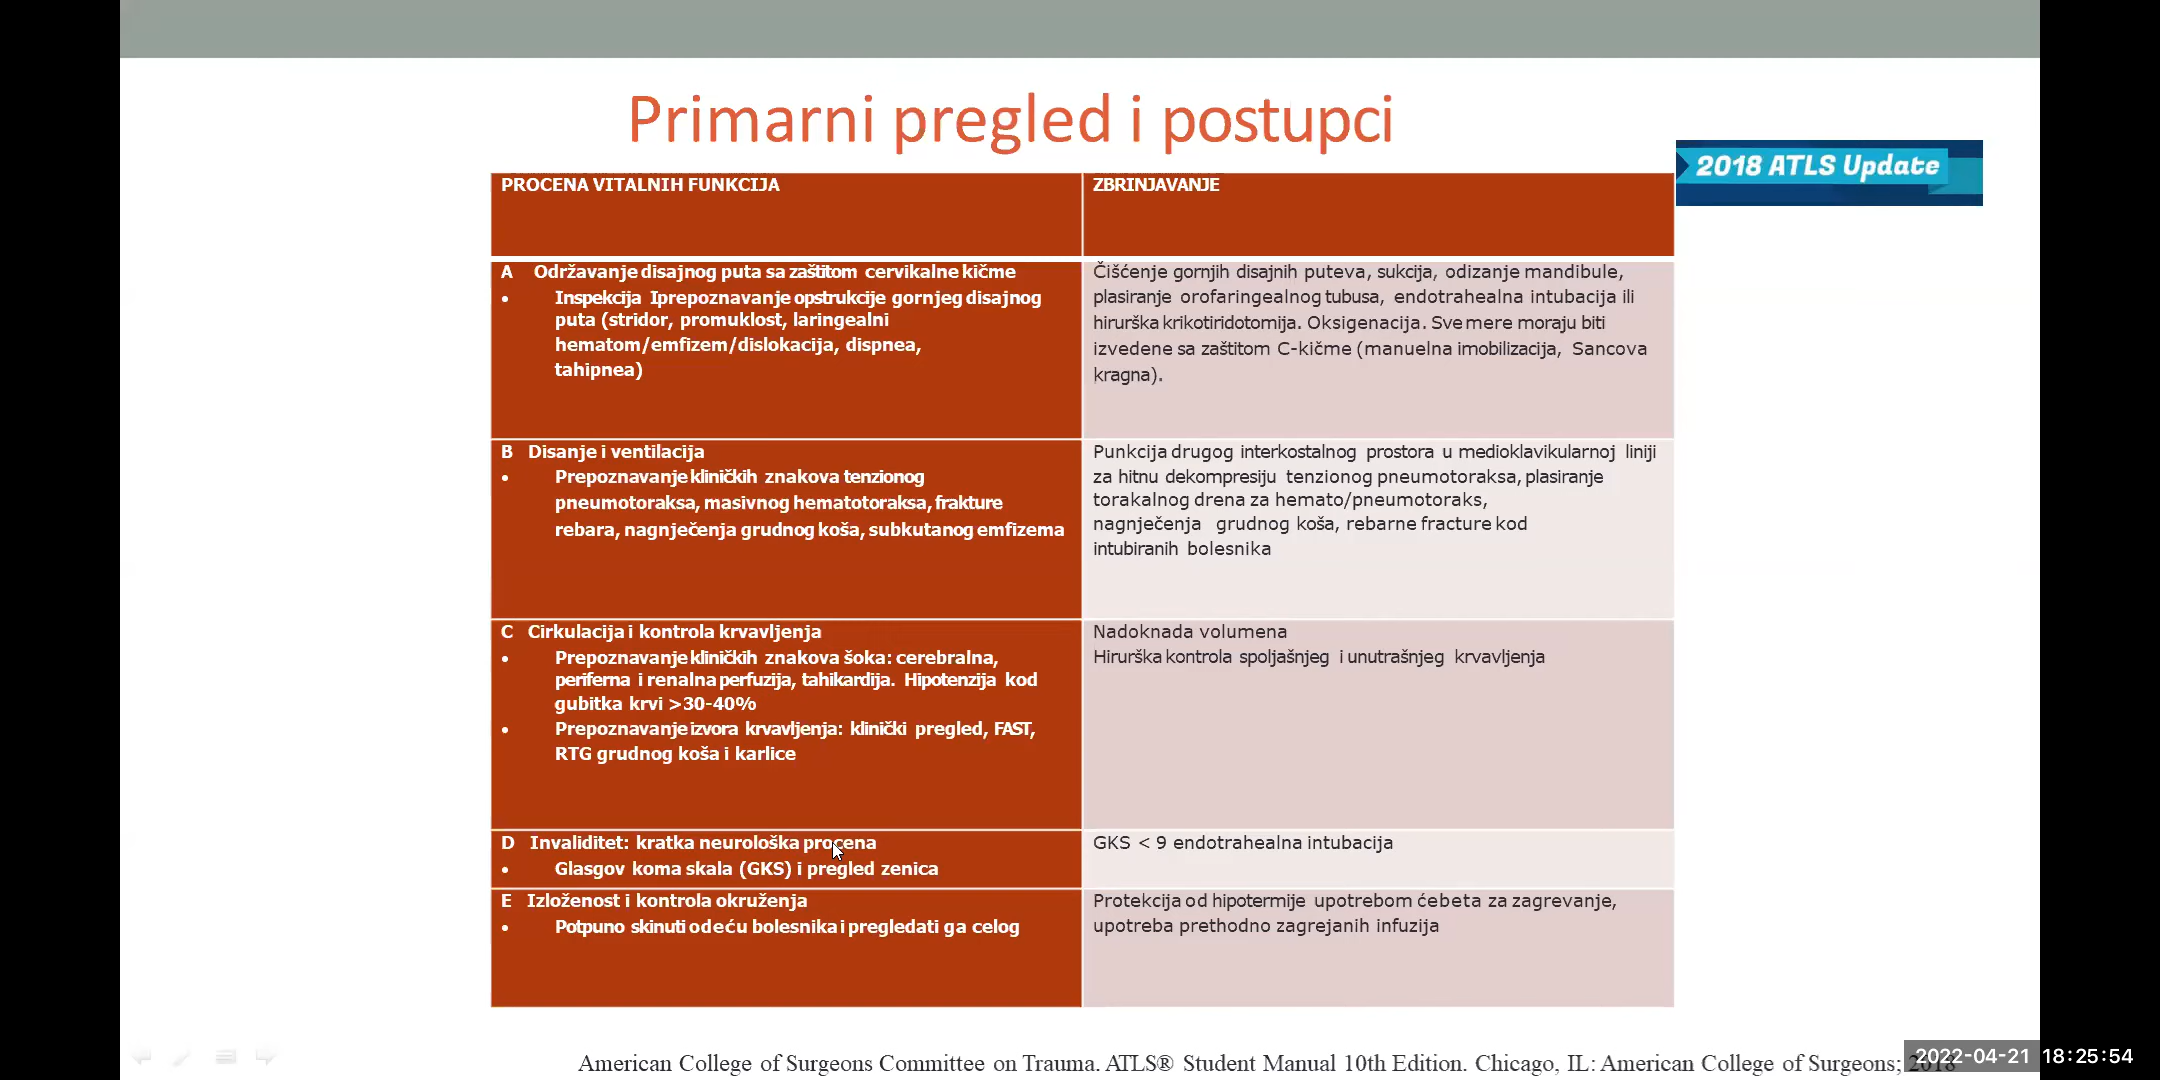 Primarni pregled i postupci
2018 ATLS Update
PROCENA VITALNIH FUNKCIJA
ZBRINJAVANJE
A Održavanje disajnog puta sa zaštitom cervikalne kičme
• Inspekcija Iprepoznavanje opstrukcije gornjeg disajnog
puta (stridor, promuklost, laringealni
hematom/emfizem/dislokacija, dispnea,
tahipnea)
Čišćenje gornjih disajnih puteva, sukcija, odizanje mandibule,
plasiranje orofaringealnog tubusa, endotrahealna intubacija ili
hirurška krikotiridotomija. Oksigenacija. Sve mere moraju biti
izvedene sa zaštitom C-kičme (manuelna imobilizacija, Sancova
kragna).
B Disanje i ventilacija
• Prepoznavanje kliničkih znakova tenzionog
pneumotoraksa, masivnog hematotoraksa, frakture
rebara, nagnječenja grudnog koša, subkutanog emfizema
Punkcija drugog interkostalnog prostora u medioklavikularnoj liniji
za hitnu dekompresiju tenzionog pneumotoraksa, plasiranje
torakalnog drena za hemato/pneumotoraks,
nagnječenja grudnog koša, rebarne fracture kod
intubiranih bolesnika
C Cirkulacija i kontrola krvavljenja
• Prepoznavanje kliničkih znakova šoka: cerebralna,
periferna i renalna perfuzija, tahikardija. Hipotenzija kod
gubitka krvi >30-40%
• Prepoznavanje izvora krvavljenja: klinički pregled, FAST,
RTG grudnog koša i karlice
Nadoknada volumena
Hirurška kontrola spoljašnjeg i unutrašnjeg krvavljenja
D Invaliditet: kratka neurološka procena
• Glasgov koma skala (GKS) i pregled zenica
GKS < 9 endotrahealna intubacija
E Izloženost i kontrola okruženja
• Potpuno skinuti odeću bolesnika i pregledati ga celog
Protekcija od hipotermije upotrebom ćebeta za zagrevanje,
upotreba prethodno zagrejanih infuzija
American College of Surgeons Committee on Trauma. ATLS® Student Manual 10th Edition. Chicago, IL: American College of Surgeons; 2018
2022-04-21 18:25:54